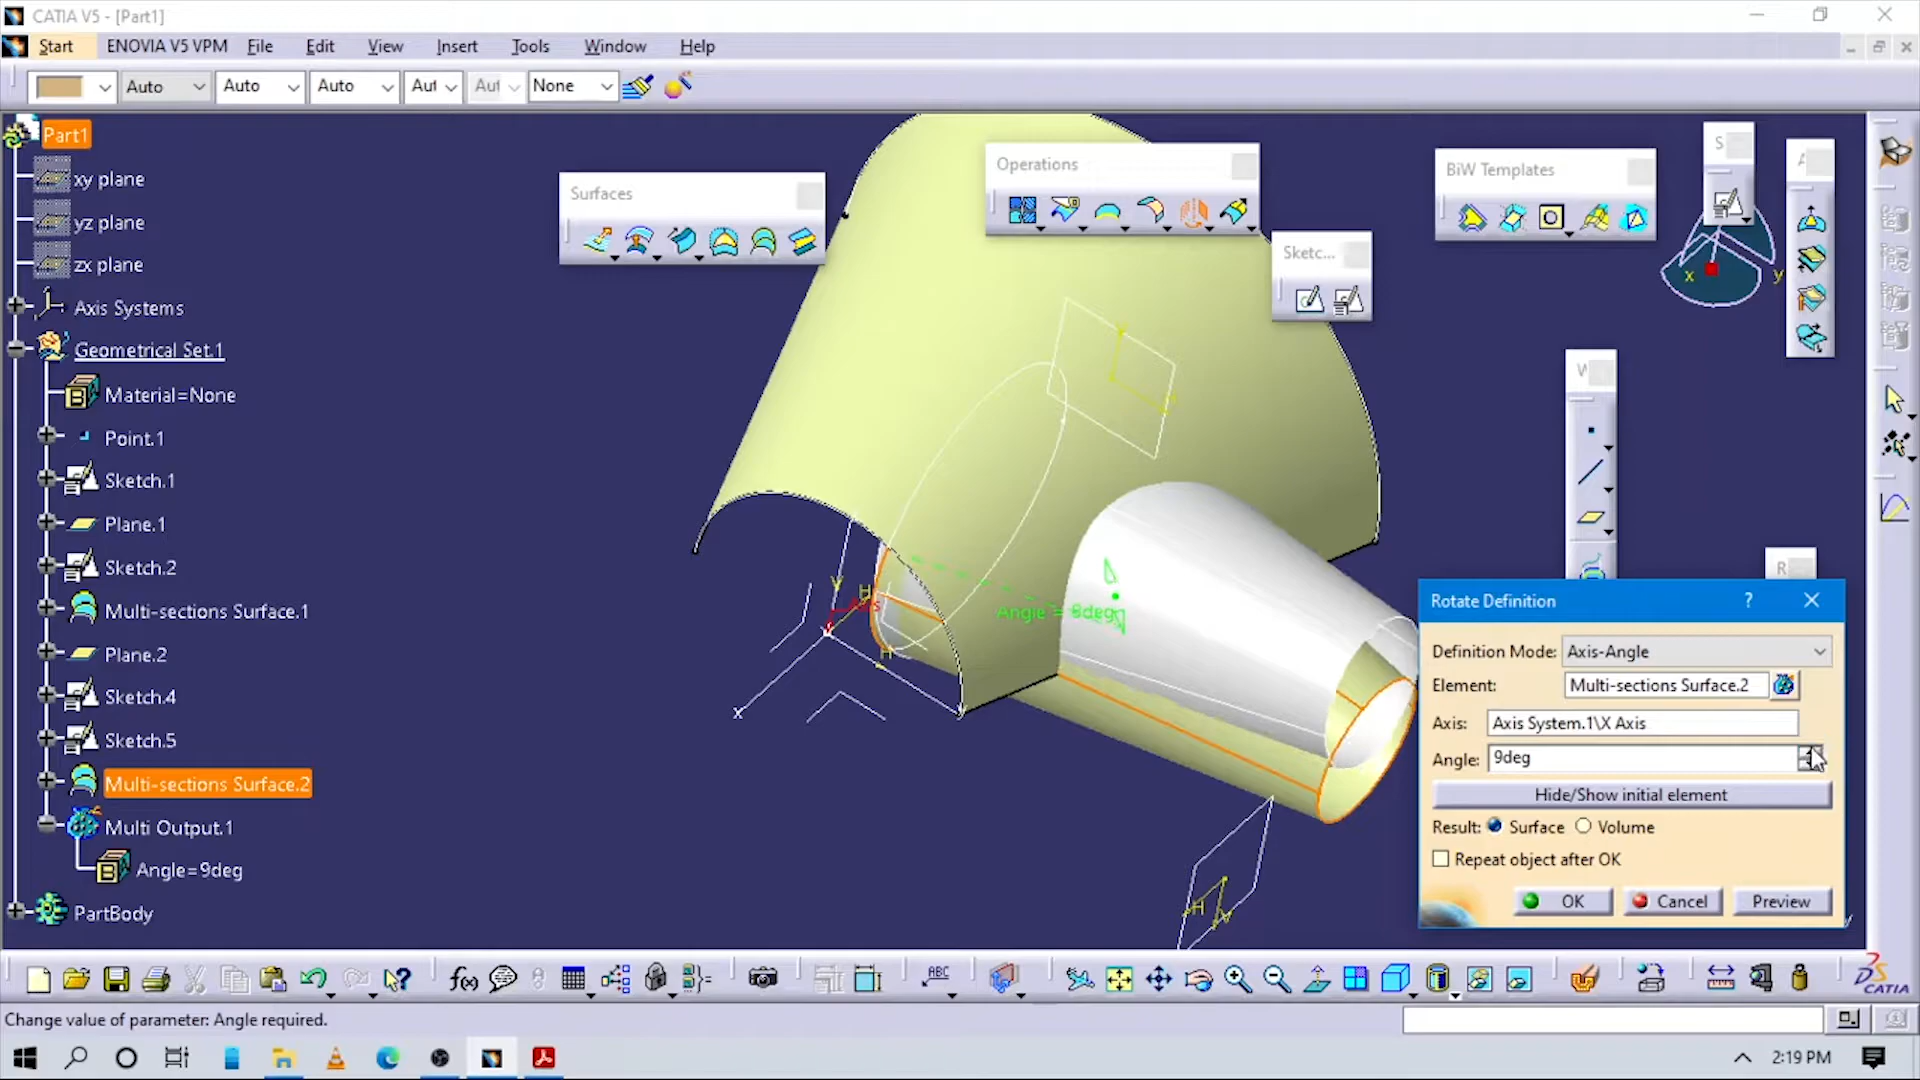 CATIA V5 - [Part1]
Start ENOVIA V5 VPM File Edit View Insert Tools Window Help
Auto Auto Auto Aut Aut None
Part1
xy plane
yz plane
zx plane
Axis Systems
Geometrical Set.1
Material=None
Point.1
Sketch.1
Plane.1
Sketch.2
Multi-sections Surface.1
Plane.2
Sketch.4
Sketch.5
Multi-sections Surface.2
Multi Output.1
Angle=9deg
PartBody
Surfaces
Operations
Sketc...
BiW Templates
S
x y
R
Angle = 9deg
Axis
H
H
x
y
H
V
Rotate Definition ?
Definition Mode: Axis-Angle
Element: Multi-sections Surface.2
Axis: Axis System.1\X Axis
Angle: 9deg
Hide/Show initial element
Result: Surface Volume
Repeat object after OK
OK Cancel Preview
f(x)
ABC
CATIA
Change value of parameter: Angle required.
2:19 PM